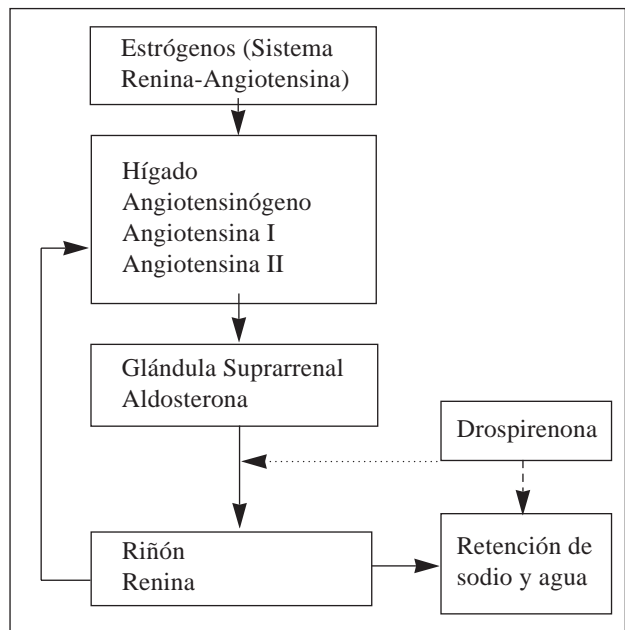 Estrógenos (Sistema
Renina-Angiotensina)
Hígado
Angiotensinógeno
Angiotensina I
Angiotensina II
Glándula Suprarrenal
Aldosterona
Drospirenona
Riñón
Renina
Retención de
sodio y agua